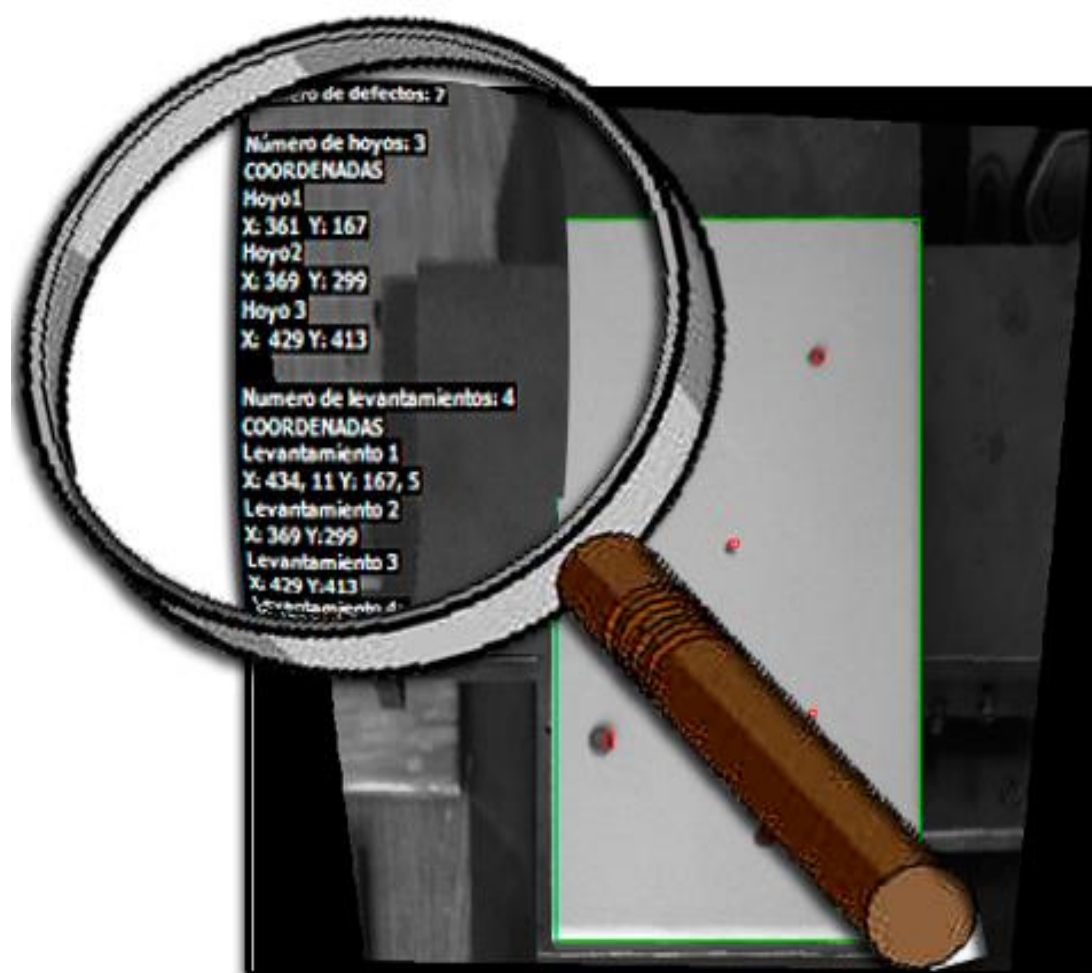 ero de defectos: 7
Número de hoyos: 3
COORDENADAS
Hoyo1
X: 361 Y: 167
Hoyo2
X: 369 Y: 299
Hoyo 3
X: 429 Y: 413
Numero de levantamientos: 4
COORDENADAS
Levantamiento 1
X: 434, 11 Y: 167, 5
Levantamiento 2
X: 369 Y:299
Levantamiento 3
X: 429 Y:413
Levantamiento 4: